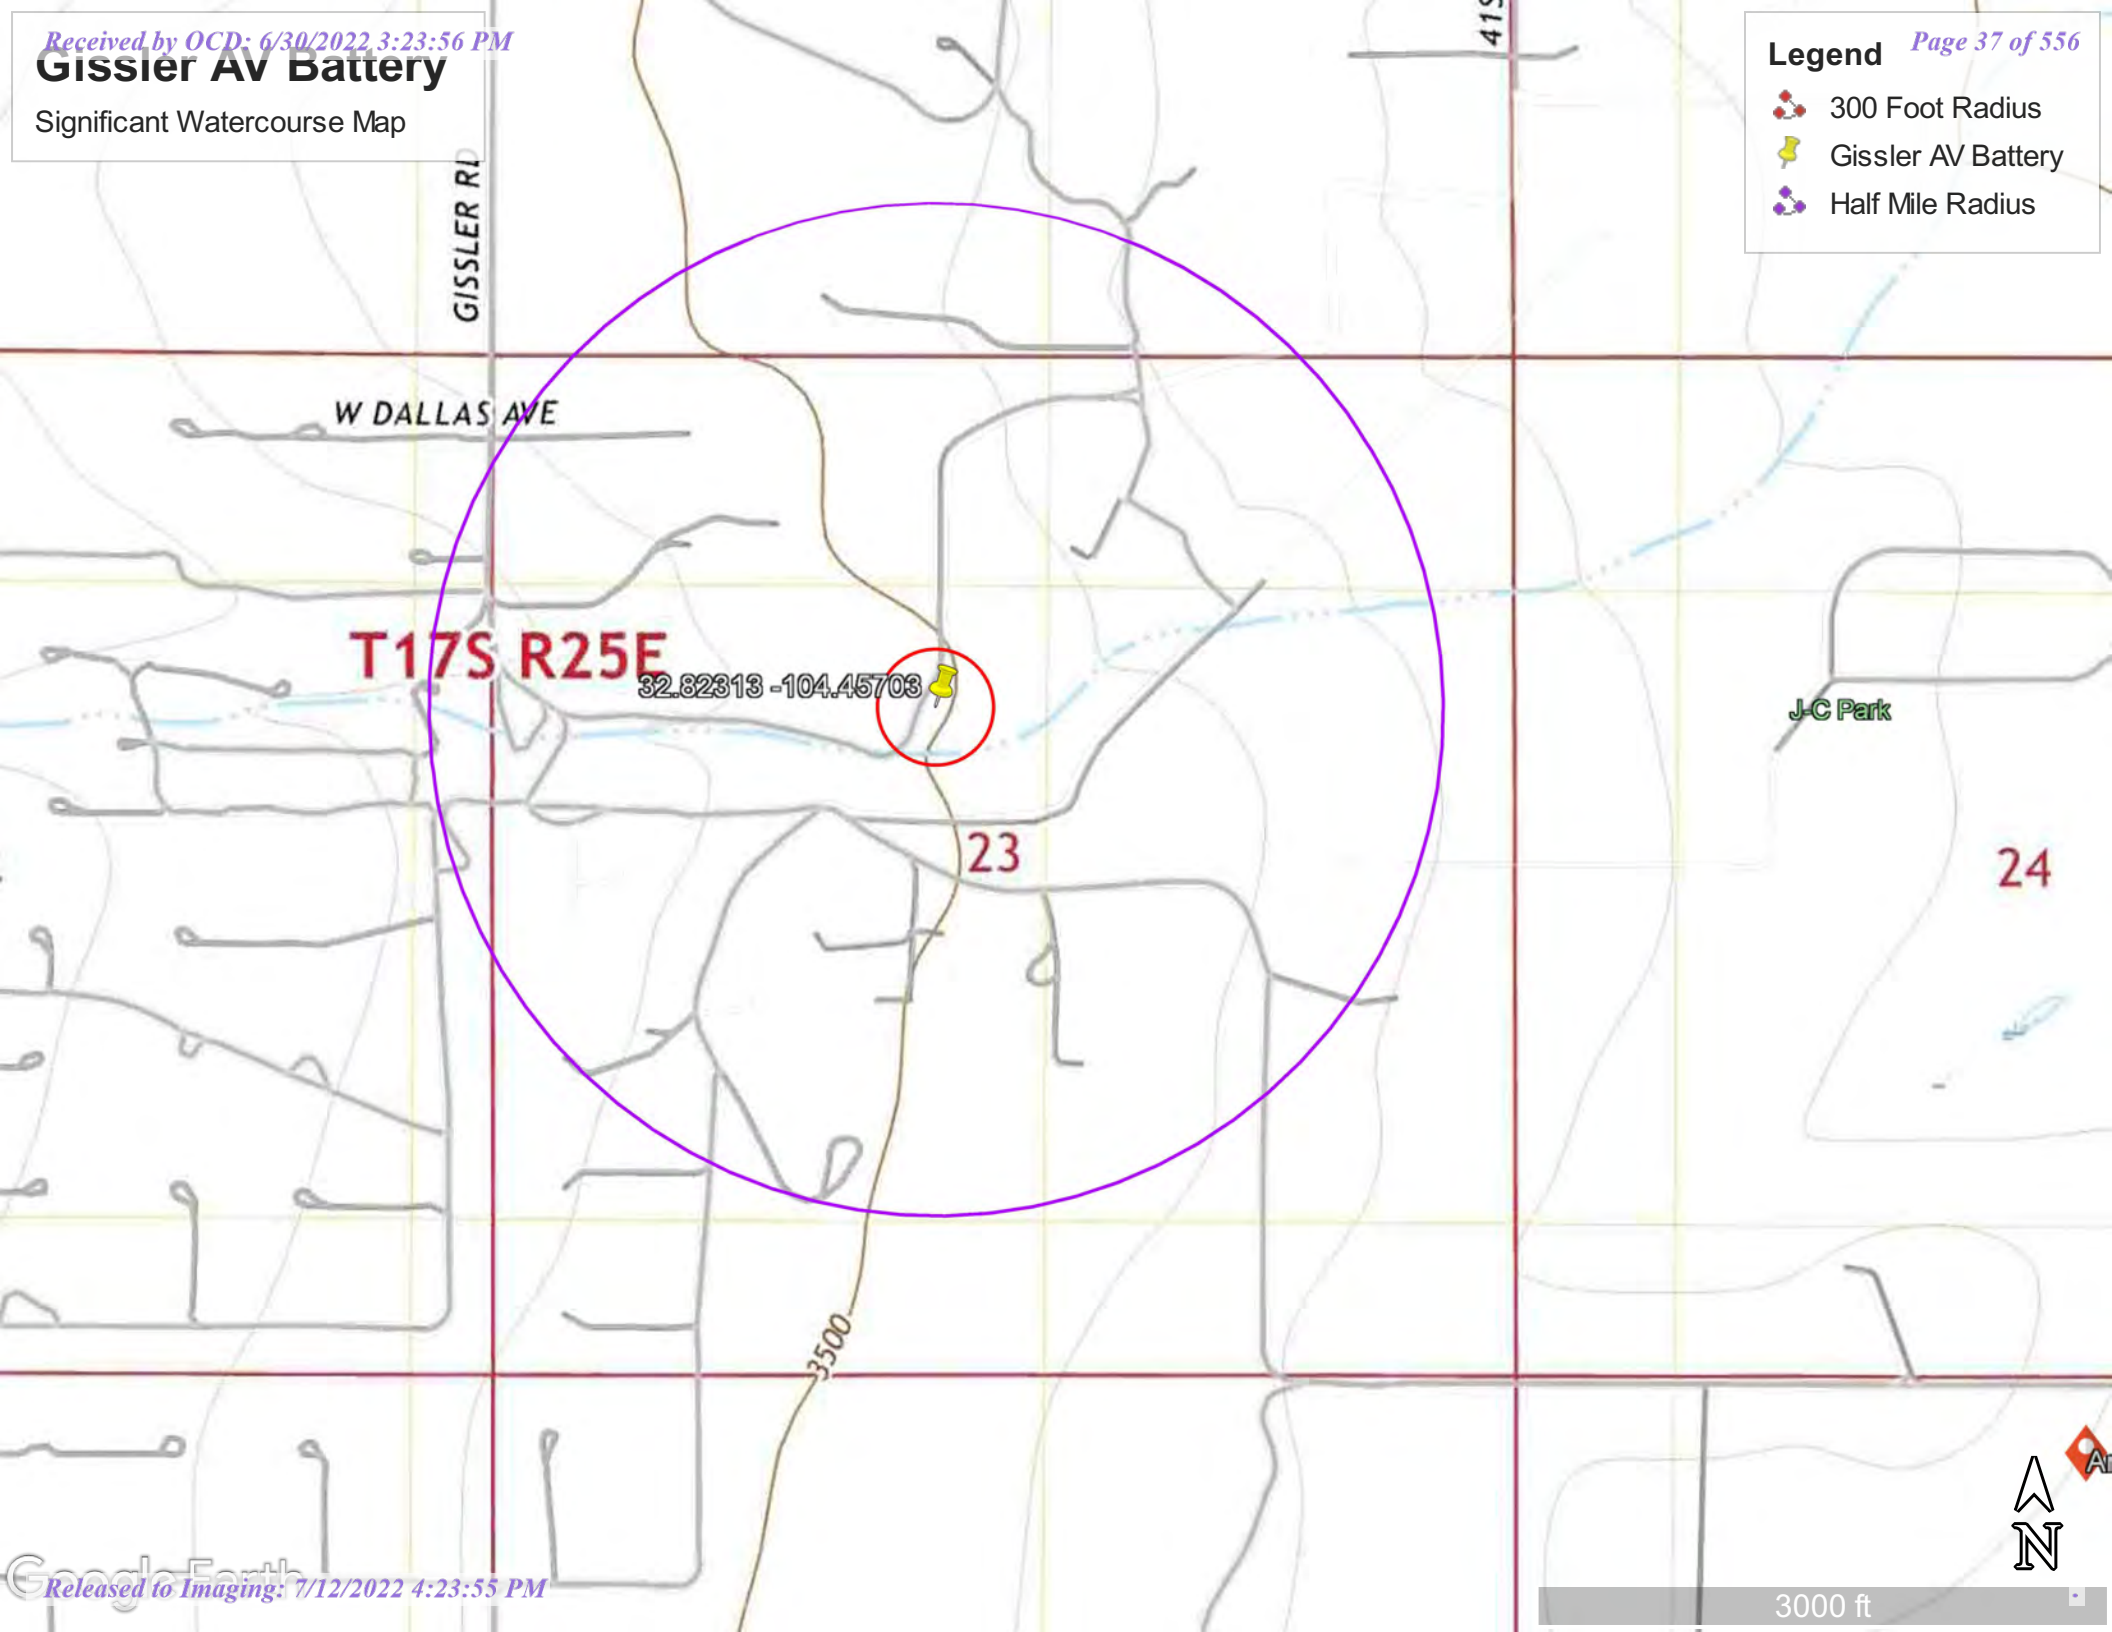 Received by OCD: 6/30/2022 3:23:56 PM
Page 37 of 556
Gissler AV Battery
Significant Watercourse Map
Legend
300 Foot Radius
Gissler AV Battery
Half Mile Radius
GISSLER RD
41S
W DALLAS AVE
T17S R25E
32.82313 -104.45703
J-C Park
23
24
3500
Ar
N
Google Earth
Released to Imaging: 7/12/2022 4:23:55 PM
3000 ft